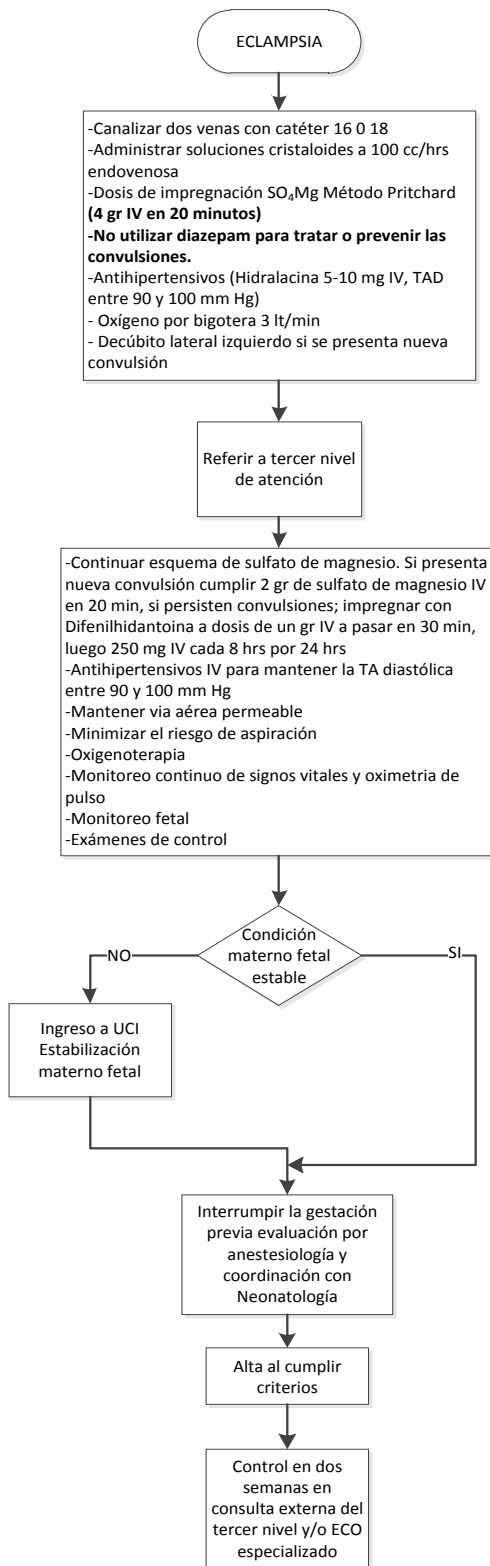 ECLAMPSIA
-Canalizar dos venas con catéter 16 0 18
-Administrar soluciones cristaloides a 100 cc/hrs
endovenosa
-Dosis de impregnación SO₄Mg Método Pritchard
(4 gr IV en 20 minutos)
-No utilizar diazepam para tratar o prevenir las
convulsiones.
-Antihipertensivos (Hidralacina 5-10 mg IV, TAD
entre 90 y 100 mm Hg)
- Oxígeno por bigotera 3 lt/min
- Decúbito lateral izquierdo si se presenta nueva
convulsión
Referir a tercer nivel
de atención
-Continuar esquema de sulfato de magnesio. Si presenta
nueva convulsión cumplir 2 gr de sulfato de magnesio IV
en 20 min, si persisten convulsiones; impregnar con
Difenilhidantoina a dosis de un gr IV a pasar en 30 min,
luego 250 mg IV cada 8 hrs por 24 hrs
-Antihipertensivos IV para mantener la TA diastólica
entre 90 y 100 mm Hg
-Mantener via aérea permeable
-Minimizar el riesgo de aspiración
-Oxigenoterapia
-Monitoreo continuo de signos vitales y oximetria de
pulso
-Monitoreo fetal
-Exámenes de control
Condición
materno fetal
estable
NO
SI
Ingreso a UCI
Estabilización
materno fetal
Interrumpir la gestación
previa evaluación por
anestesiología y
coordinación con
Neonatología
Alta al cumplir
criterios
Control en dos
semanas en
consulta externa del
tercer nivel y/o ECO
especializado